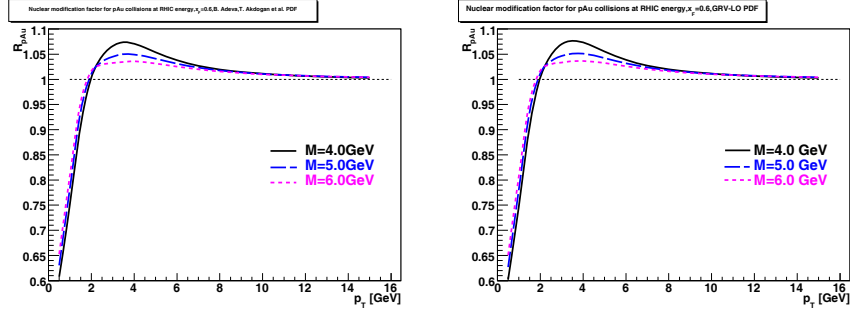 Nuclear modification factor for pAu collisions at RHIC energy,x_F=0.6,B. Adeva,T. Akdogan et al. PDF
R_pAu
1.1
1.05
1
0.95
0.9
0.85
0.8
0.75
0.7
0.65
0.6
M=4.0GeV
M=5.0GeV
M=6.0GeV
0 2 4 6 8 10 12 14 16
p_T [GeV]
Nuclear modification factor for pAu collisions at RHIC energy,x_F=0.6,GRV-LO PDF
R_pAu
1.1
1.05
1
0.95
0.9
0.85
0.8
0.75
0.7
0.65
0.6
M=4.0 GeV
M=5.0 GeV
M=6.0 GeV
0 2 4 6 8 10 12 14 16
p_T [GeV]